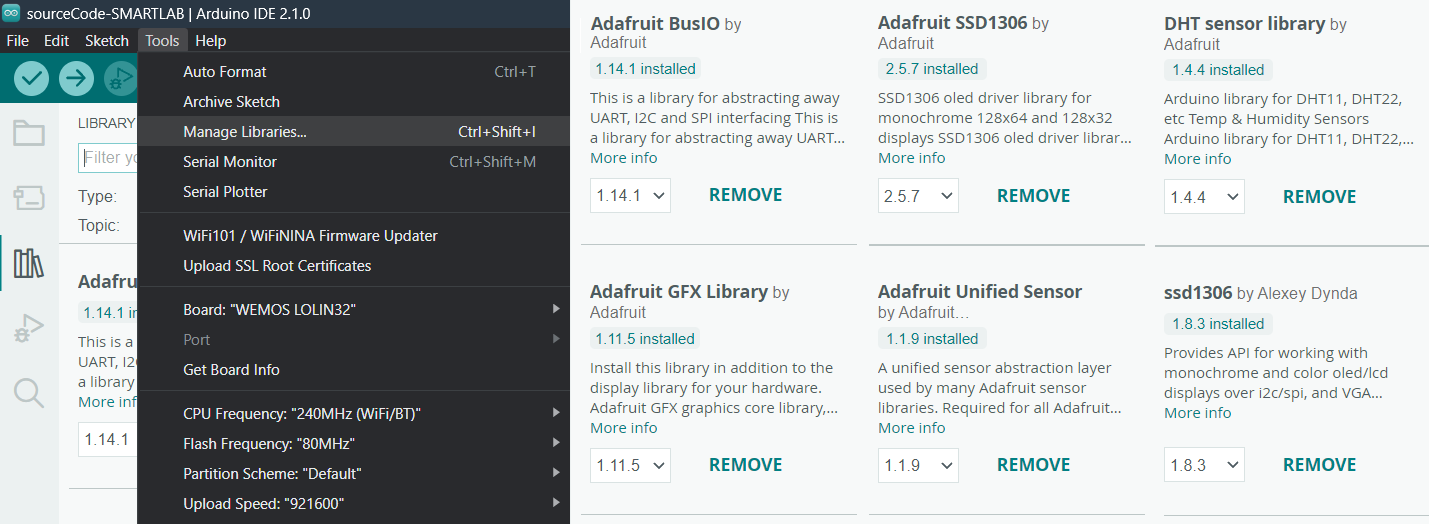 sourceCode-SMARTLAB | Arduino IDE 2.1.0
File Edit Sketch Tools Help
Auto Format Ctrl+T
Archive Sketch
Manage Libraries... Ctrl+Shift+I
Serial Monitor Ctrl+Shift+M
Serial Plotter
WiFi101 / WiFiNINA Firmware Updater
Upload SSL Root Certificates
Board: "WEMOS LOLIN32"
Port
Get Board Info
CPU Frequency: "240MHz (WiFi/BT)"
Flash Frequency: "80MHz"
Partition Scheme: "Default"
Upload Speed: "921600"
LIBRARY
Filter yo
Type:
Topic:
Adafru
1.14.1 in
This is a
UART, I2C
a library
More inf
1.14.1
Adafruit BusIO by
Adafruit
1.14.1 installed
This is a library for abstracting away
UART, I2C and SPI interfacing This is
a library for abstracting away UART...
More info
1.14.1 REMOVE
Adafruit SSD1306 by
Adafruit
2.5.7 installed
SSD1306 oled driver library for
monochrome 128x64 and 128x32
displays SSD1306 oled driver librar...
More info
2.5.7 REMOVE
DHT sensor library by
Adafruit
1.4.4 installed
Arduino library for DHT11, DHT22,
etc Temp & Humidity Sensors
Arduino library for DHT11, DHT22,...
More info
1.4.4 REMOVE
Adafruit GFX Library by
Adafruit
1.11.5 installed
Install this library in addition to the
display library for your hardware.
Adafruit GFX graphics core library,...
More info
1.11.5 REMOVE
Adafruit Unified Sensor
by Adafruit...
1.1.9 installed
A unified sensor abstraction layer
used by many Adafruit sensor
libraries. Required for all Adafruit...
More info
1.1.9 REMOVE
ssd1306 by Alexey Dynda
1.8.3 installed
Provides API for working with
monochrome and color oled/lcd
displays over i2c/spi, and VGA...
More info
1.8.3 REMOVE